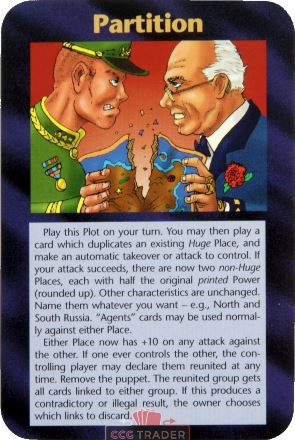 Partition
Play this Plot on your turn. You may then play a
card which duplicates an existing Huge Place, and
make an automatic takeover or attack to control. If
your attack succeeds, there are now two non-Huge
Places, each with half the original printed Power
(rounded up). Other characteristics are unchanged.
Name them whatever you want – e.g., North and
South Russia. "Agents" cards may be used normal-
ly against either Place.
Either Place now has +10 on any attack against
the other. If one ever controls the other, the con-
trolling player may declare them reunited at any
time. Remove the puppet. The reunited group gets
all cards linked to either group. If this produces a
contradictory or illegal result, the owner chooses
which links to discard.
CCG TRADER